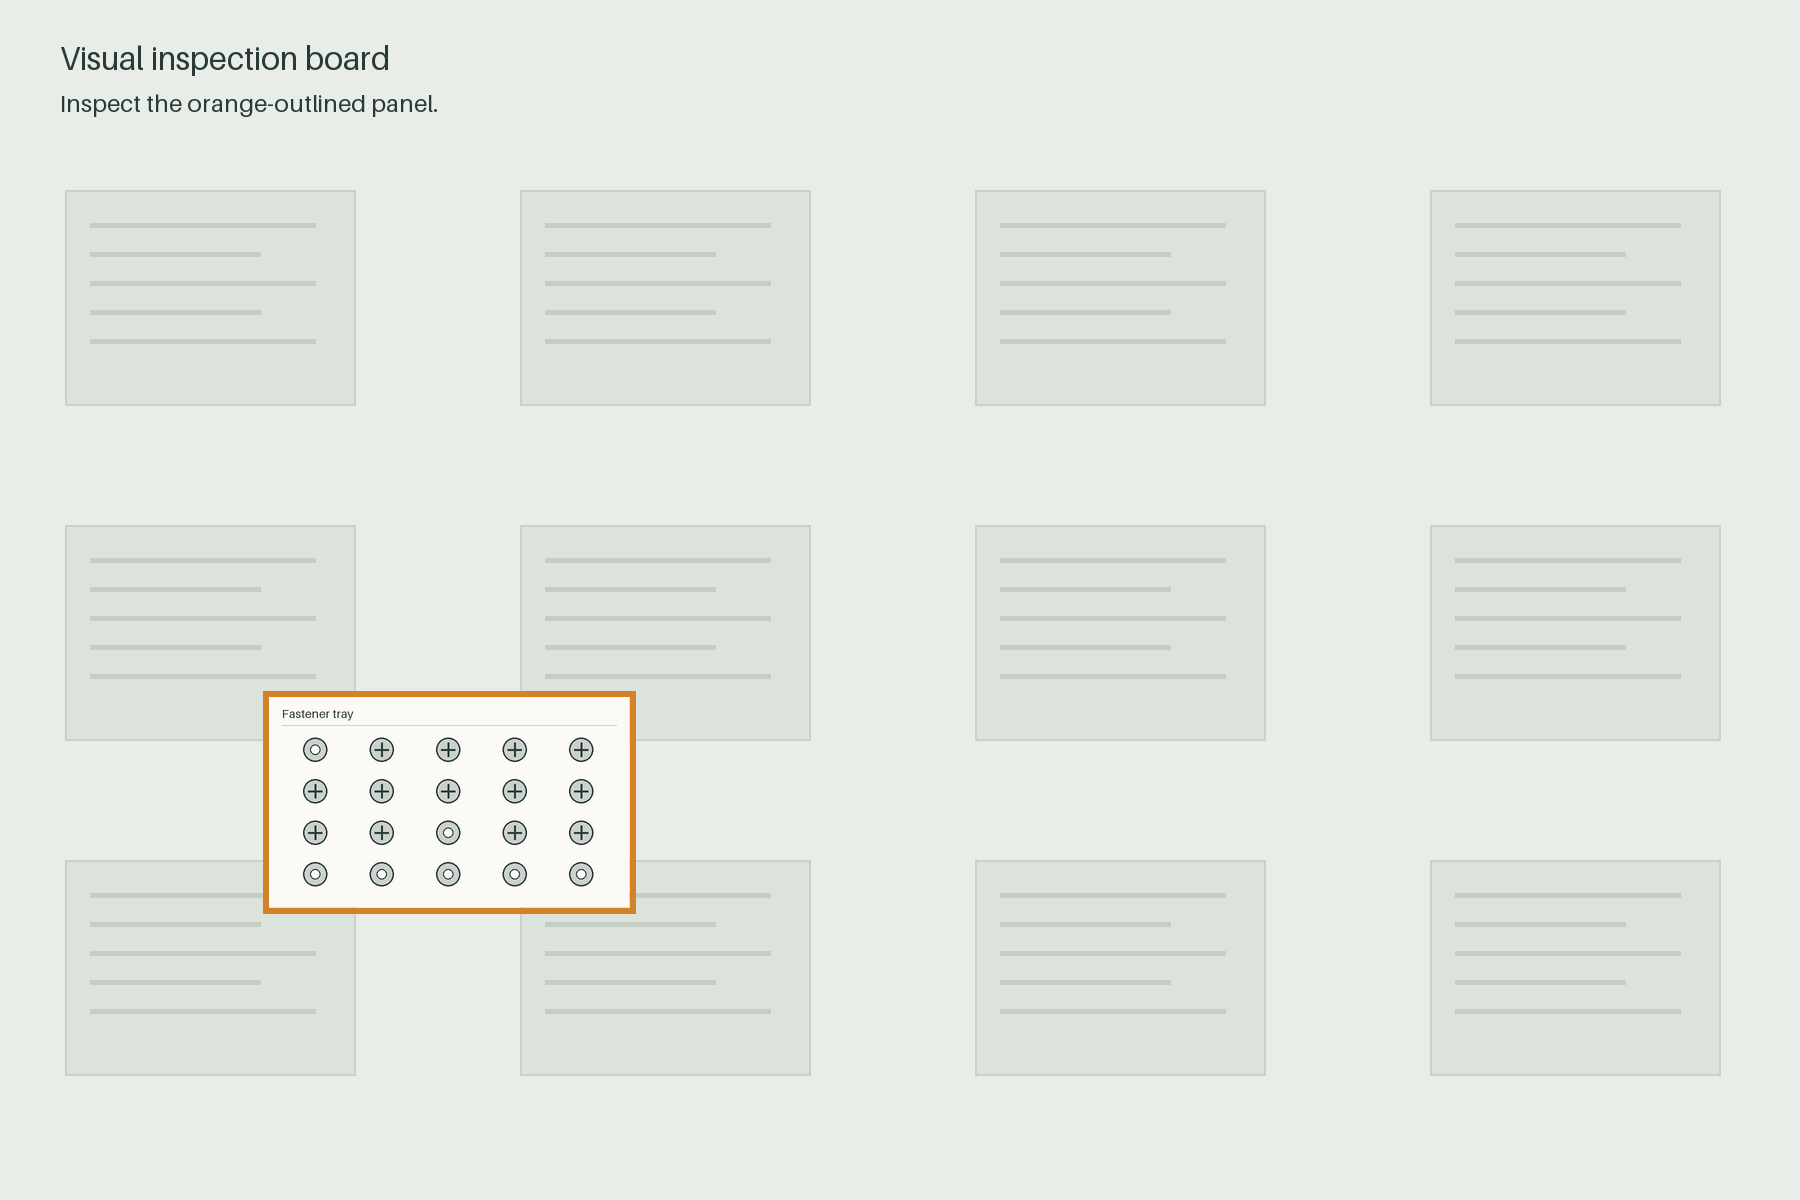 Visual inspection board
Inspect the orange-outlined panel.
Fastener tray